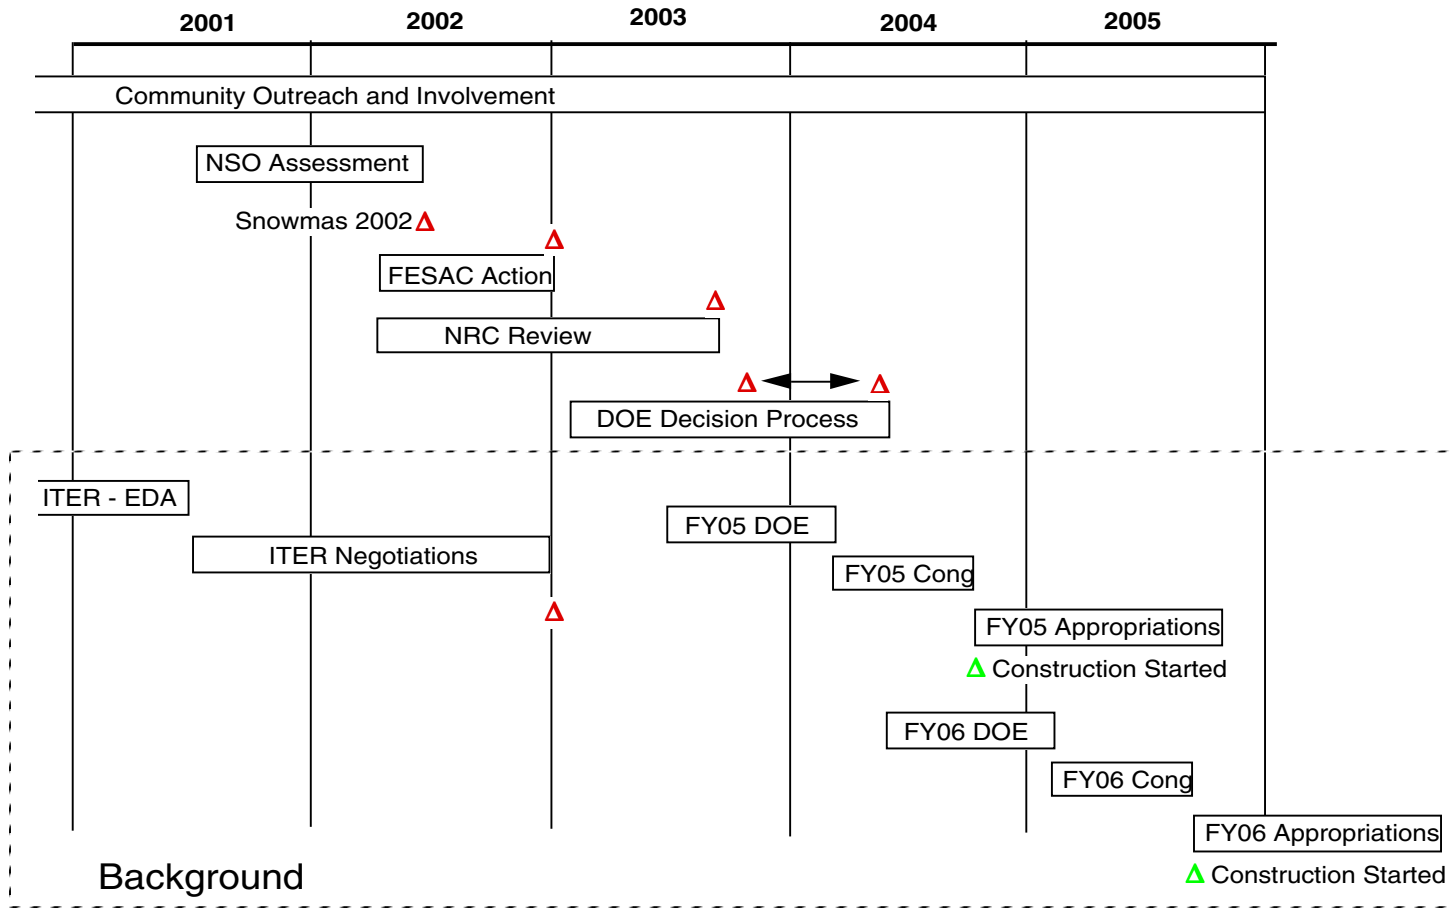 2001 2002 2003 2004 2005
Community Outreach and Involvement
NSO Assessment
Snowmas 2002
FESAC Action
NRC Review
DOE Decision Process
ITER - EDA
FY05 DOE
ITER Negotiations
FY05 Cong
FY05 Appropriations
Construction Started
FY06 DOE
FY06 Cong
FY06 Appropriations
Background
Construction Started